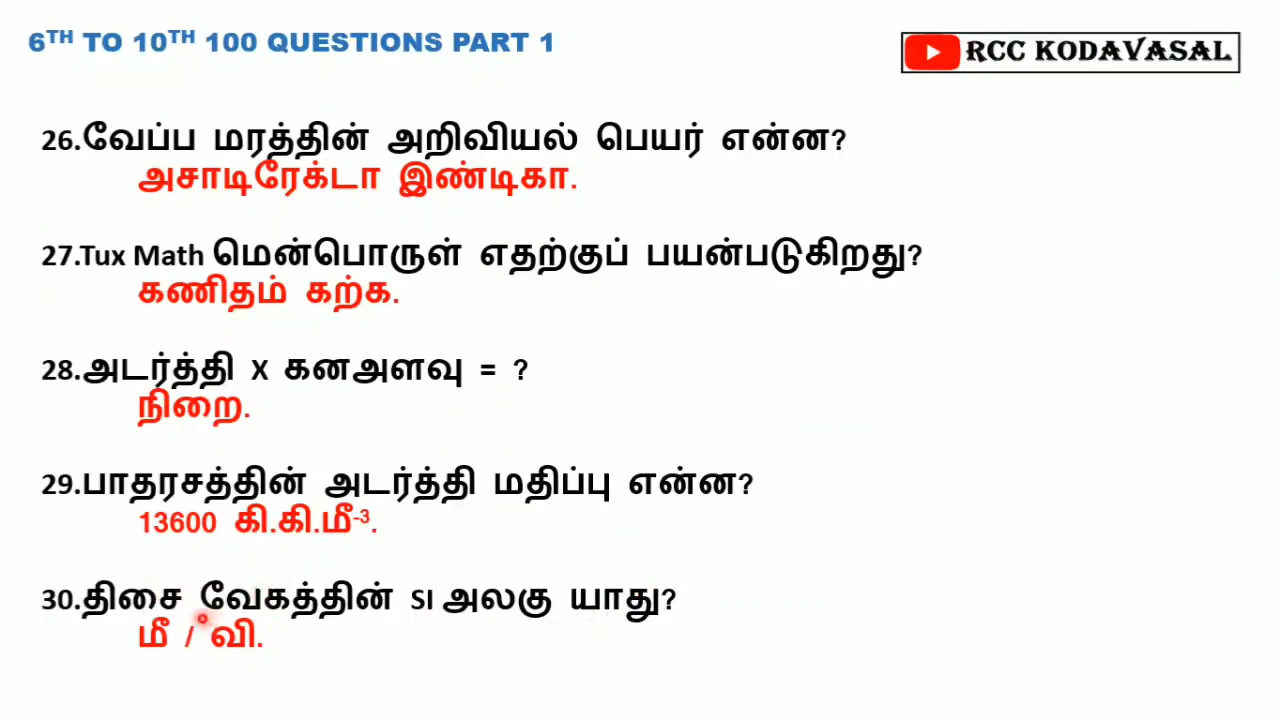 6TH TO 10TH 100 QUESTIONS PART 1
RCC KODAVASAL
26.வேப்ப மரத்தின் அறிவியல் பெயர் என்ன?
அசாடிரேக்டா இண்டிகா.
27.Tux Math மென்பொருள் எதற்குப் பயன்படுகிறது?
கணிதம் கற்க.
28.அடர்த்தி X கனஅளவு = ?
நிறை.
29.பாதரசத்தின் அடர்த்தி மதிப்பு என்ன?
13600 கி.கி.மீ-3.
30.திசை வேகத்தின் SI அலகு யாது?
மீ / வி.